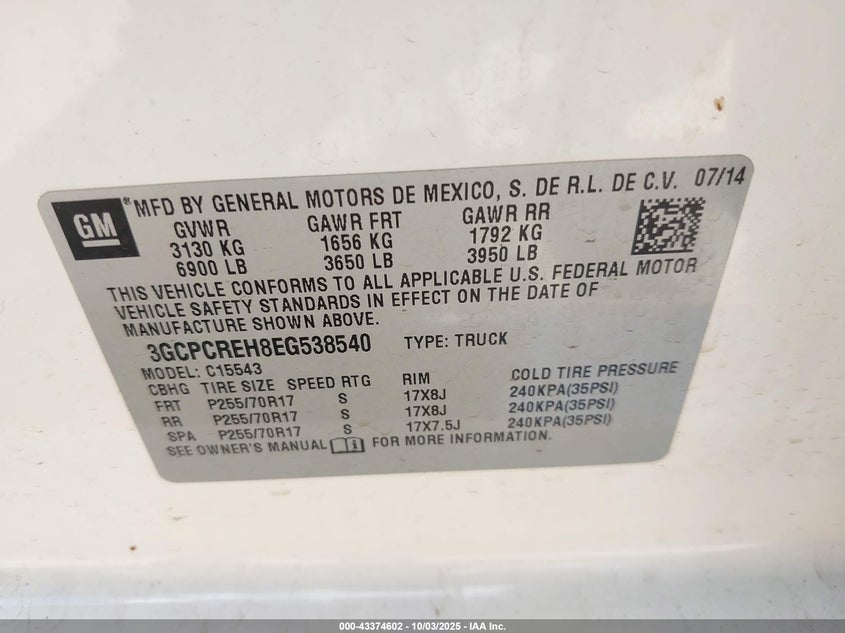 GM ® MFD BY GENERAL MOTORS DE MEXICO, S. DE R.L. DE C.V. 07/14
GVWR GAWR FRT GAWR RR
3130 KG 1656 KG 1792 KG
6900 LB 3650 LB 3950 LB
THIS VEHICLE CONFORMS TO ALL APPLICABLE U.S. FEDERAL MOTOR
VEHICLE SAFETY STANDARDS IN EFFECT ON THE DATE OF
MANUFACTURE SHOWN ABOVE.
3GCPCREH8EG538540 TYPE: TRUCK
MODEL: C15543
CBHG TIRE SIZE SPEED RTG RIM COLD TIRE PRESSURE
FRT P255/70R17 S 17X8J 240KPA(35PSI)
RR P255/70R17 S 17X8J 240KPA(35PSI)
SPA P255/70R17 S 17X7.5J 240KPA(35PSI)
SEE OWNER'S MANUAL i FOR MORE INFORMATION.
000-43374602 - 10/03/2025 - IAA Inc.